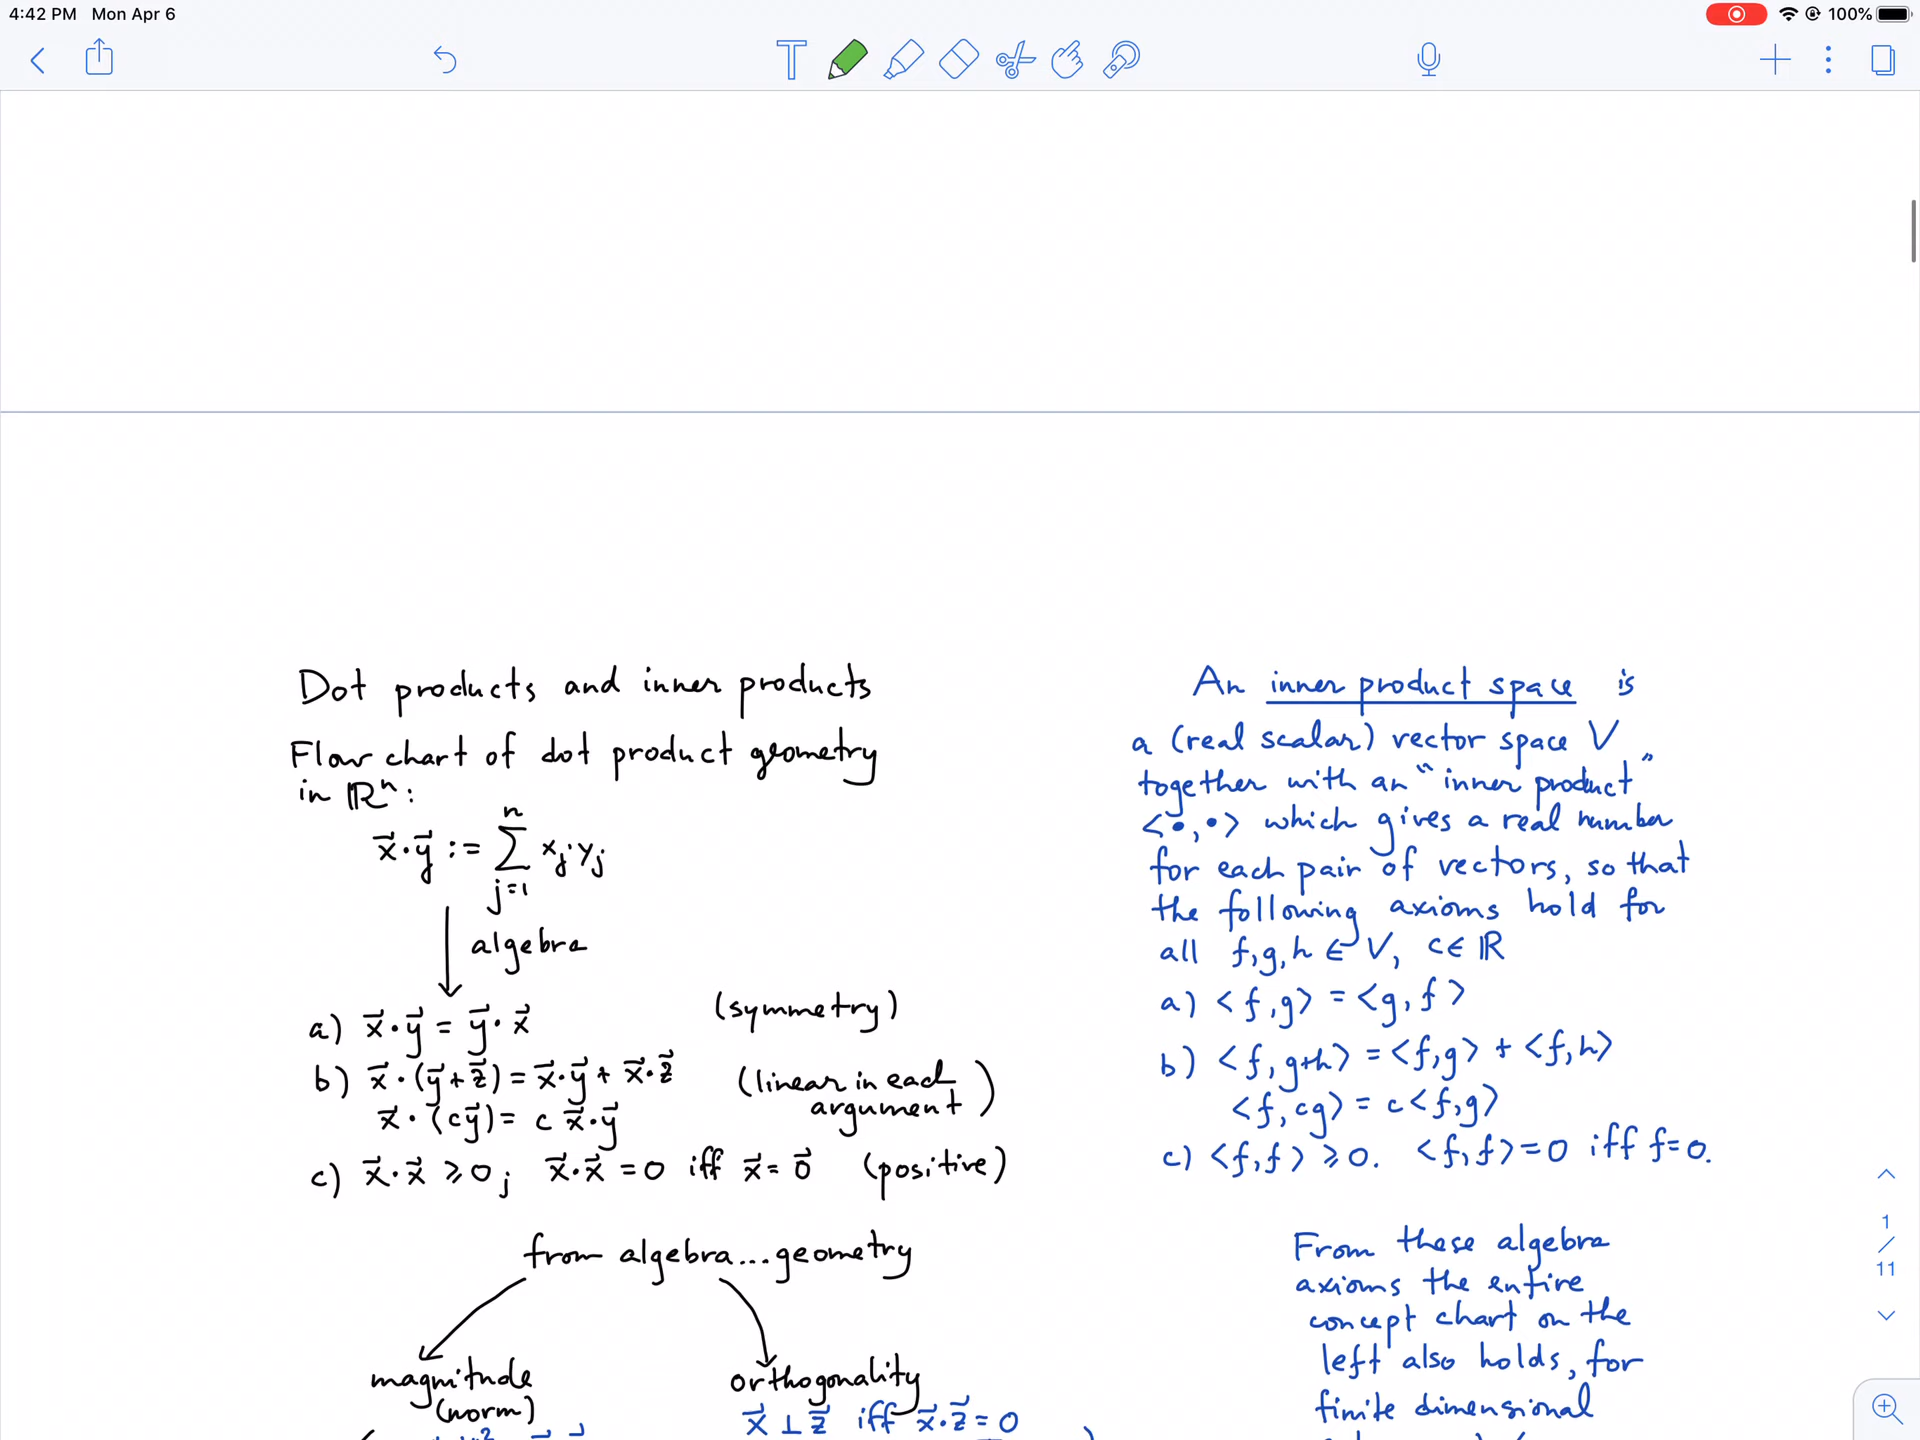 4:42 PM Mon Apr 6
100%
Dot products and inner products
Flow chart of dot product geometry
in ℝⁿ:
x⃗·y⃗ := ∑_{j=1}^{n} x_j y_j
algebra
a) x⃗·y⃗ = y⃗·x⃗ (symmetry)
b) x⃗·(y⃗+z⃗) = x⃗·y⃗ + x⃗·z⃗ (linear in each
x⃗·(cy⃗) = c x⃗·y⃗ argument)
c) x⃗·x⃗ ≥ 0; x⃗·x⃗ = 0 iff x⃗ = 0⃗ (positive)
from algebra...geometry
magnitude
(norm)
orthogonality
x⃗ ⊥ z⃗ iff x⃗·z⃗ = 0
An inner product space is
a (real scalar) vector space V
together with an "inner product"
<•,•> which gives a real number
for each pair of vectors, so that
the following axioms hold for
all f,g,h ∈ V, c∈ℝ
a) <f,g> = <g,f>
b) <f,g+h> = <f,g> + <f,h>
<f,cg> = c<f,g>
c) <f,f> ≥ 0. <f,f> = 0 iff f=0.
From these algebra
axioms the entire
concept chart on the
left also holds, for
finite dimensional
1
/
11